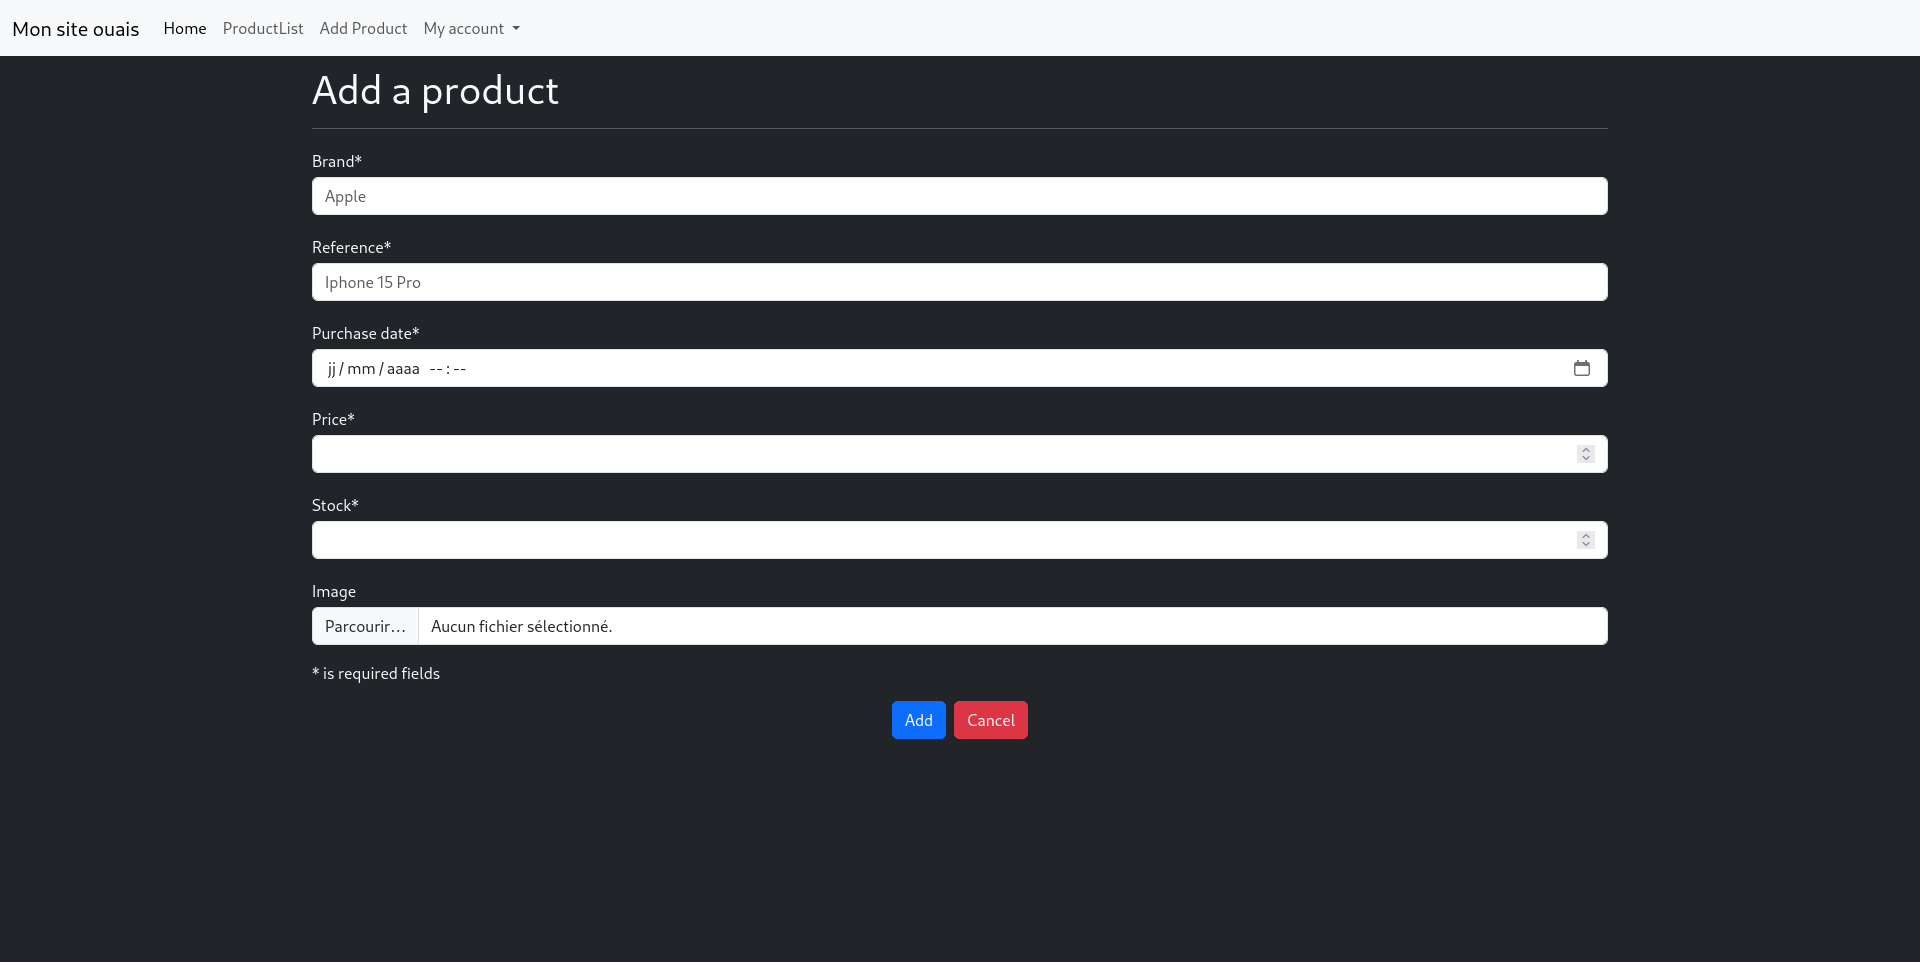 Mon site ouais Home ProductList Add Product My account
Add a product
Brand*
Apple
Reference*
Iphone 15 Pro
Purchase date*
jj / mm / aaaa -- : --
Price*
Stock*
Image
Parcourir... Aucun fichier sélectionné.
* is required fields
Add Cancel